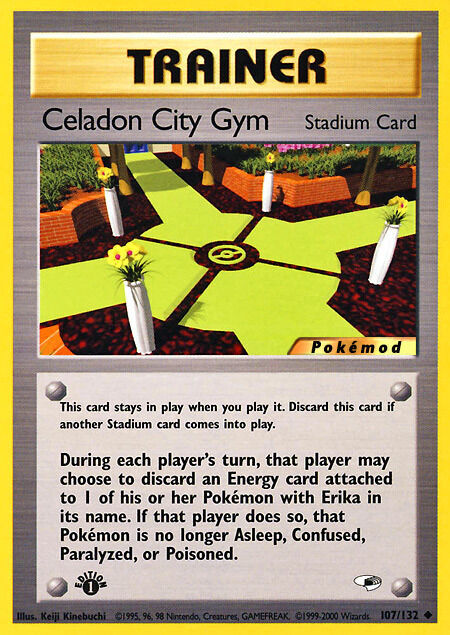 TRAINER
Celadon City Gym Stadium Card
Pokémod
This card stays in play when you play it. Discard this card if
another Stadium card comes into play.
During each player's turn, that player may
choose to discard an Energy card attached
to 1 of his or her Pokémon with Erika in
its name. If that player does so, that
Pokémon is no longer Asleep, Confused,
Paralyzed, or Poisoned.
EDITION
1
Illus. Keiji Kinebuchi ©1995, 96, 98 Nintendo, Creatures, GAMEFREAK. ©1999-2000 Wizards. 107/132